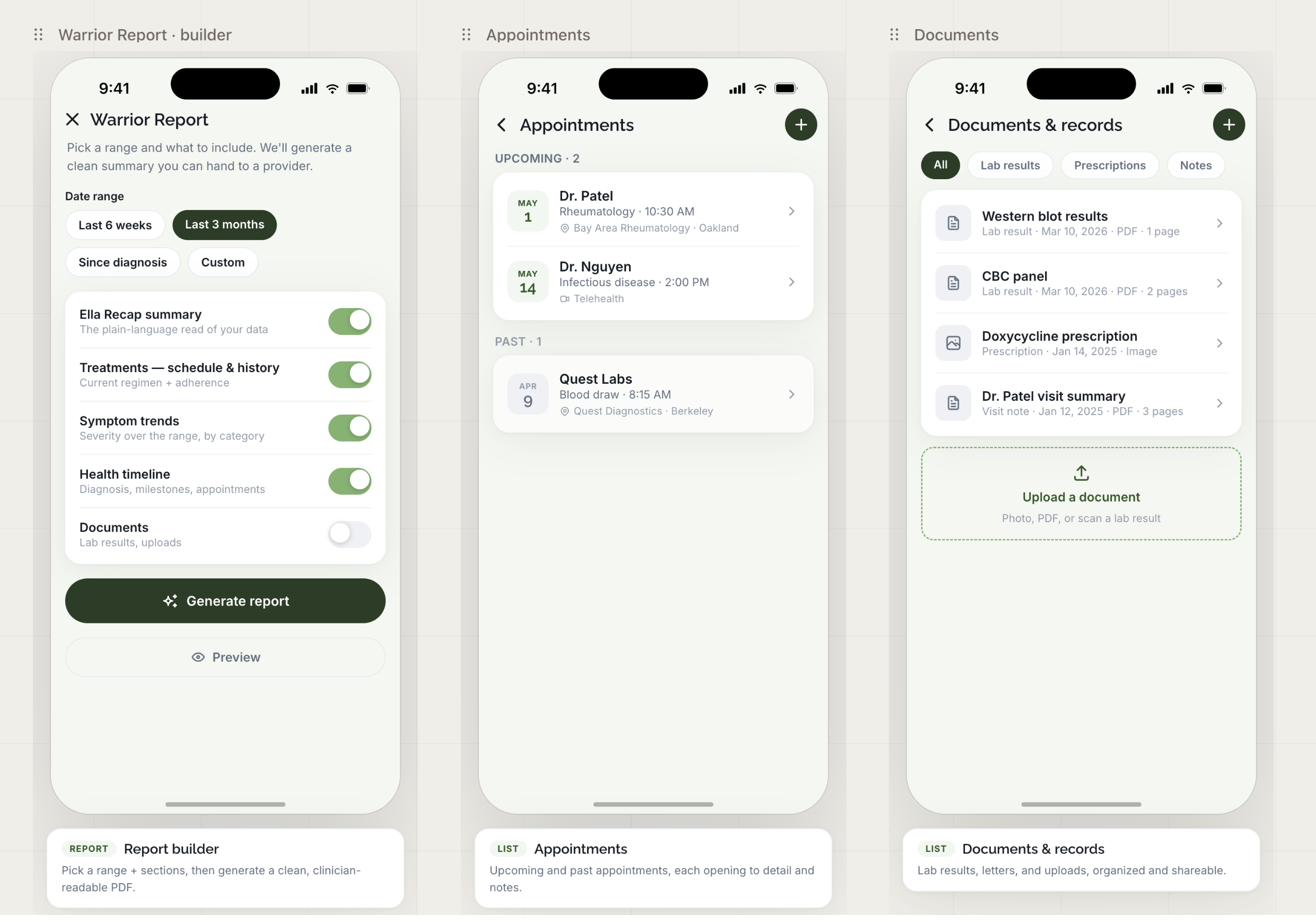 Warrior Report · builder
9:41
Warrior Report
Pick a range and what to include. We'll generate a
clean summary you can hand to a provider.
Date range
Last 6 weeks
Last 3 months
Since diagnosis
Custom
Ella Recap summary
The plain-language read of your data
Treatments — schedule & history
Current regimen + adherence
Symptom trends
Severity over the range, by category
Health timeline
Diagnosis, milestones, appointments
Documents
Lab results, uploads
Generate report
Preview
REPORT Report builder
Pick a range + sections, then generate a clean, clinician-
readable PDF.
Appointments
9:41
Appointments
UPCOMING · 2
MAY
1
Dr. Patel
Rheumatology · 10:30 AM
Bay Area Rheumatology · Oakland
MAY
14
Dr. Nguyen
Infectious disease · 2:00 PM
Telehealth
PAST · 1
APR
9
Quest Labs
Blood draw · 8:15 AM
Quest Diagnostics · Berkeley
LIST Appointments
Upcoming and past appointments, each opening to detail and
notes.
Documents
9:41
Documents & records
All
Lab results
Prescriptions
Notes
Western blot results
Lab result · Mar 10, 2026 · PDF · 1 page
CBC panel
Lab result · Mar 10, 2026 · PDF · 2 pages
Doxycycline prescription
Prescription · Jan 14, 2025 · Image
Dr. Patel visit summary
Visit note · Jan 12, 2025 · PDF · 3 pages
Upload a document
Photo, PDF, or scan a lab result
LIST Documents & records
Lab results, letters, and uploads, organized and shareable.